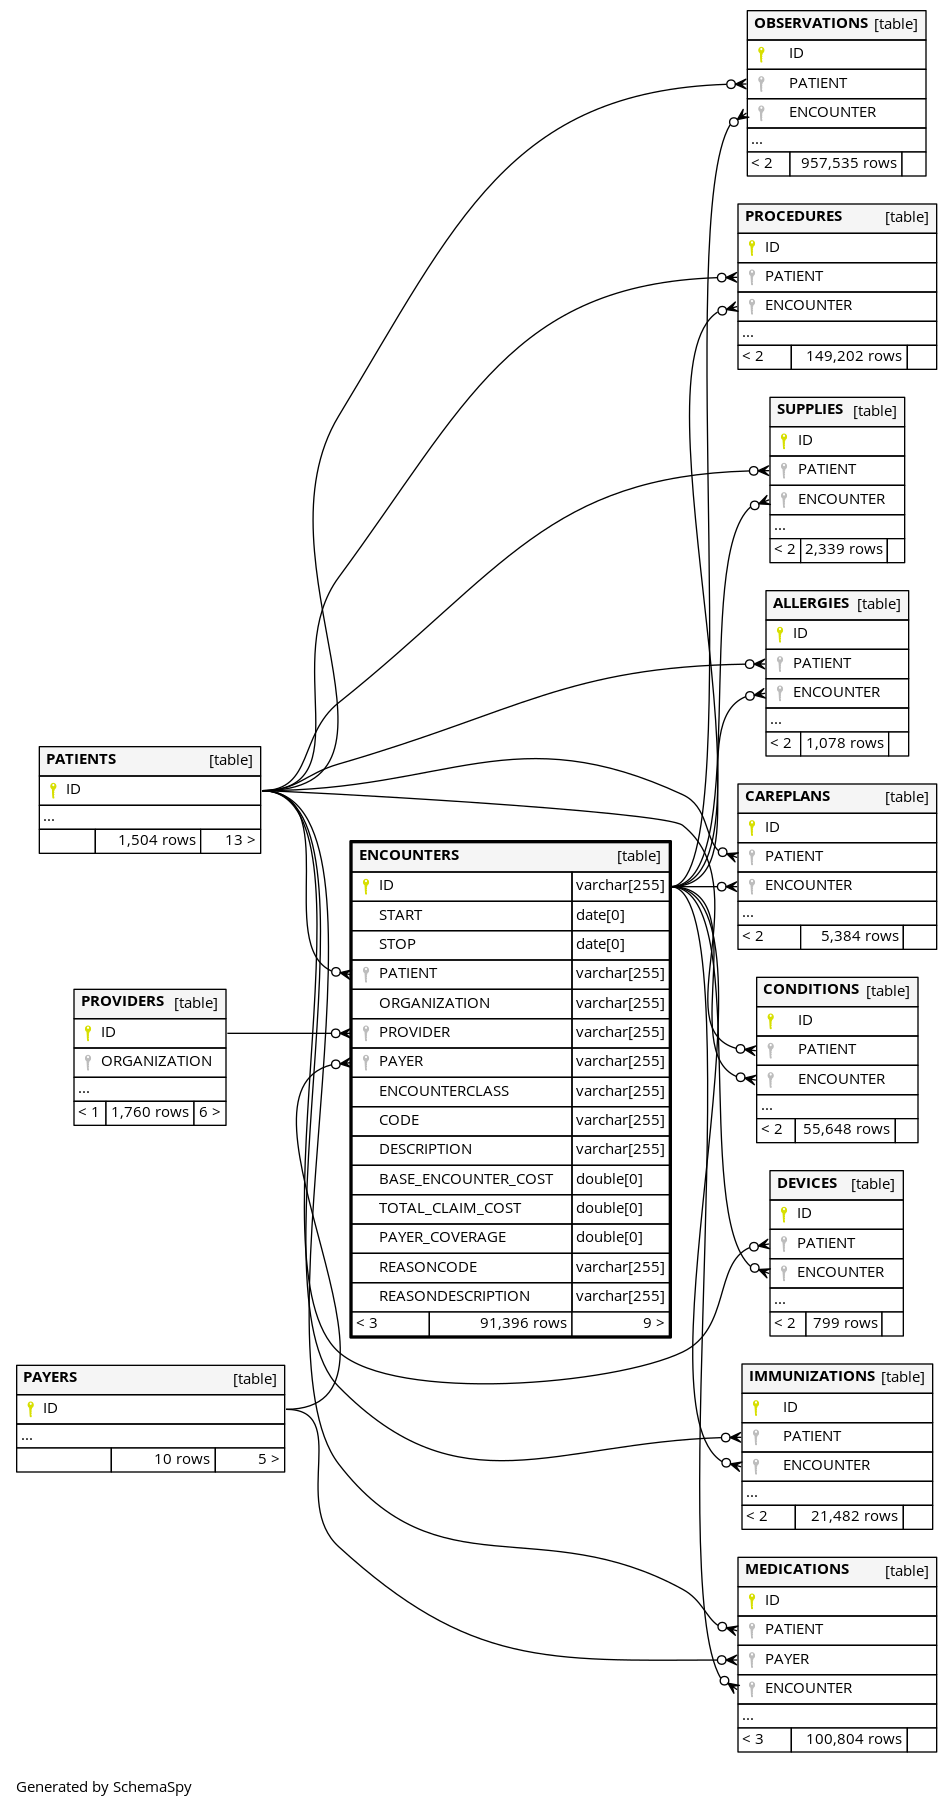 OBSERVATIONS [table]
ID
PATIENT
ENCOUNTER
...
< 2 957,535 rows
PROCEDURES [table]
ID
PATIENT
ENCOUNTER
...
< 2 149,202 rows
SUPPLIES [table]
ID
PATIENT
ENCOUNTER
...
< 2 2,339 rows
ALLERGIES [table]
ID
PATIENT
ENCOUNTER
...
< 2 1,078 rows
PATIENTS [table]
ID
...
1,504 rows 13 >
CAREPLANS [table]
ID
PATIENT
ENCOUNTER
...
< 2 5,384 rows
ENCOUNTERS [table]
ID varchar[255]
START date[0]
STOP date[0]
PATIENT varchar[255]
ORGANIZATION varchar[255]
PROVIDER varchar[255]
PAYER varchar[255]
ENCOUNTERCLASS varchar[255]
CODE varchar[255]
DESCRIPTION varchar[255]
BASE_ENCOUNTER_COST double[0]
TOTAL_CLAIM_COST double[0]
PAYER_COVERAGE double[0]
REASONCODE varchar[255]
REASONDESCRIPTION varchar[255]
< 3 91,396 rows 9 >
PROVIDERS [table]
ID
ORGANIZATION
...
< 1 1,760 rows 6 >
CONDITIONS [table]
ID
PATIENT
ENCOUNTER
...
< 2 55,648 rows
DEVICES [table]
ID
PATIENT
ENCOUNTER
...
< 2 799 rows
PAYERS [table]
ID
...
10 rows 5 >
IMMUNIZATIONS [table]
ID
PATIENT
ENCOUNTER
...
< 2 21,482 rows
MEDICATIONS [table]
ID
PATIENT
PAYER
ENCOUNTER
...
< 3 100,804 rows
Generated by SchemaSpy